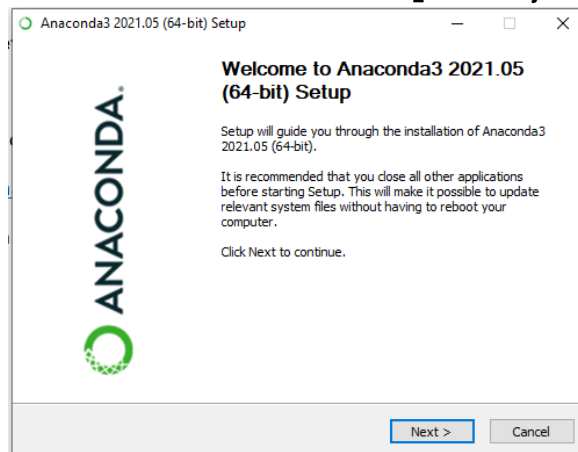 Anaconda3 2021.05 (64-bit) Setup
Welcome to Anaconda3 2021.05
(64-bit) Setup
Setup will guide you through the installation of Anaconda3
2021.05 (64-bit).
It is recommended that you close all other applications
before starting Setup. This will make it possible to update
relevant system files without having to reboot your
computer.
Click Next to continue.
ANACONDA.
Next >
Cancel